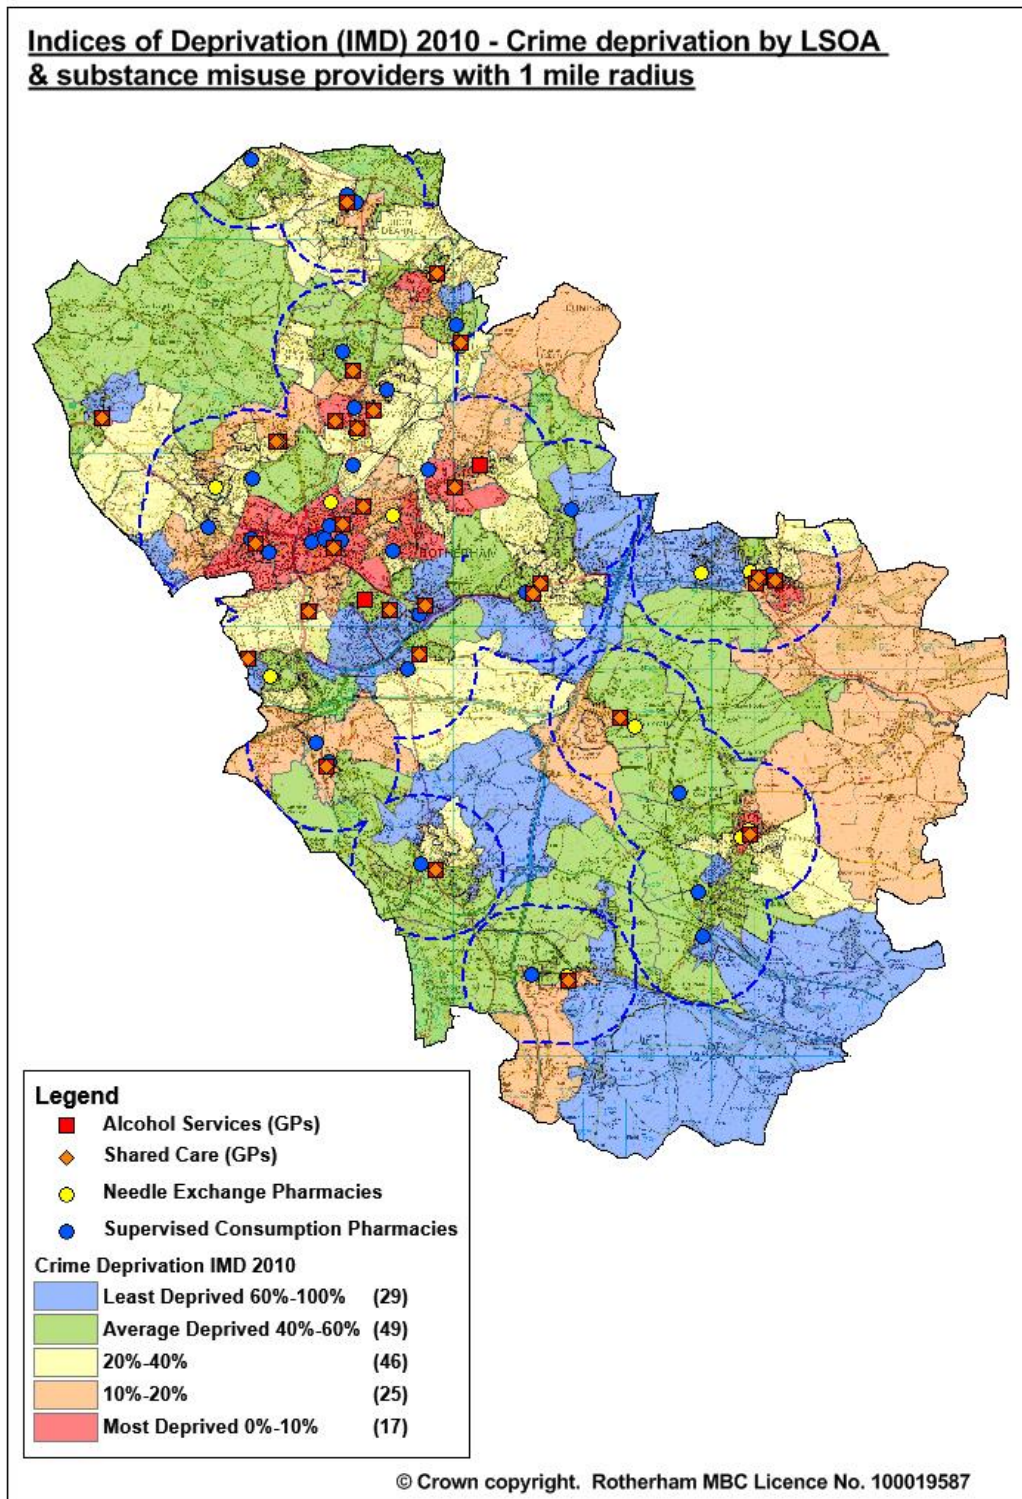 Indices of Deprivation (IMD) 2010 - Crime deprivation by LSOA
& substance misuse providers with 1 mile radius
ROTHERHAM
Legend
Alcohol Services (GPs)
Shared Care (GPs)
Needle Exchange Pharmacies
Supervised Consumption Pharmacies
Crime Deprivation IMD 2010
Least Deprived 60%-100% (29)
Average Deprived 40%-60% (49)
20%-40% (46)
10%-20% (25)
Most Deprived 0%-10% (17)
© Crown copyright. Rotherham MBC Licence No. 100019587